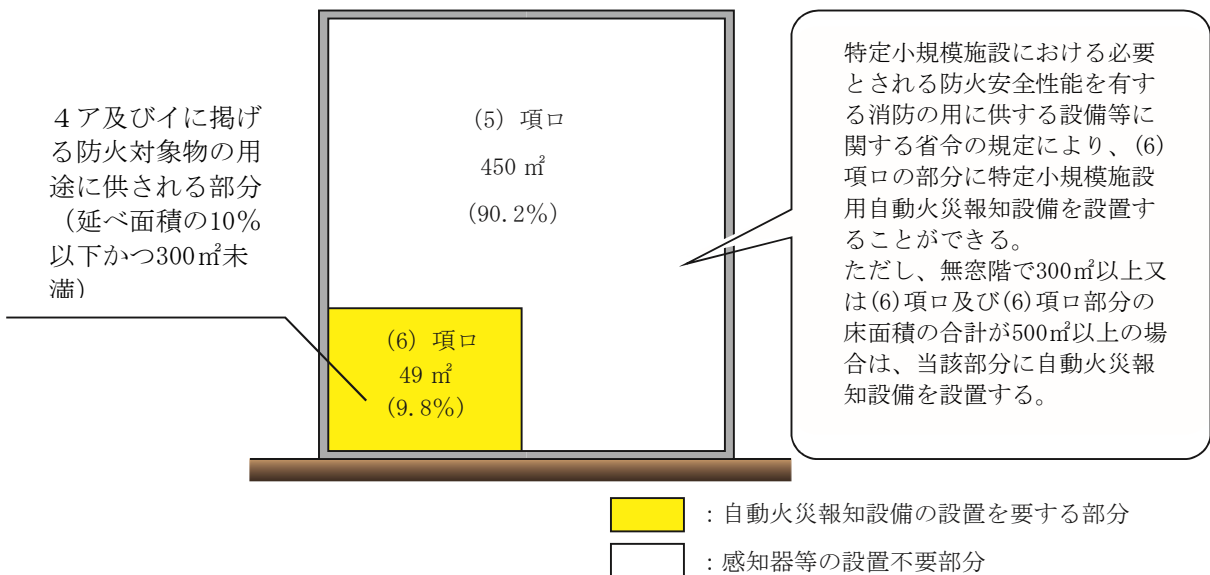 ４ア及びイに掲げ
る防火対象物の用
途に供される部分
（延べ面積の10％
以下かつ300㎡未
満）
(5) 項ロ
450 ㎡
(90.2%)
(6) 項ロ
49 ㎡
(9.8%)
特定小規模施設における必要
とされる防火安全性能を有す
る消防の用に供する設備等に
関する省令の規定により、(6)
項ロの部分に特定小規模施設
用自動火災報知設備を設置す
ることができる。
ただし、無窓階で300㎡以上又
は(6)項ロ及び(6)項ロ部分の
床面積の合計が500㎡以上の場
合は、当該部分に自動火災報
知設備を設置する。
：自動火災報知設備の設置を要する部分
：感知器等の設置不要部分